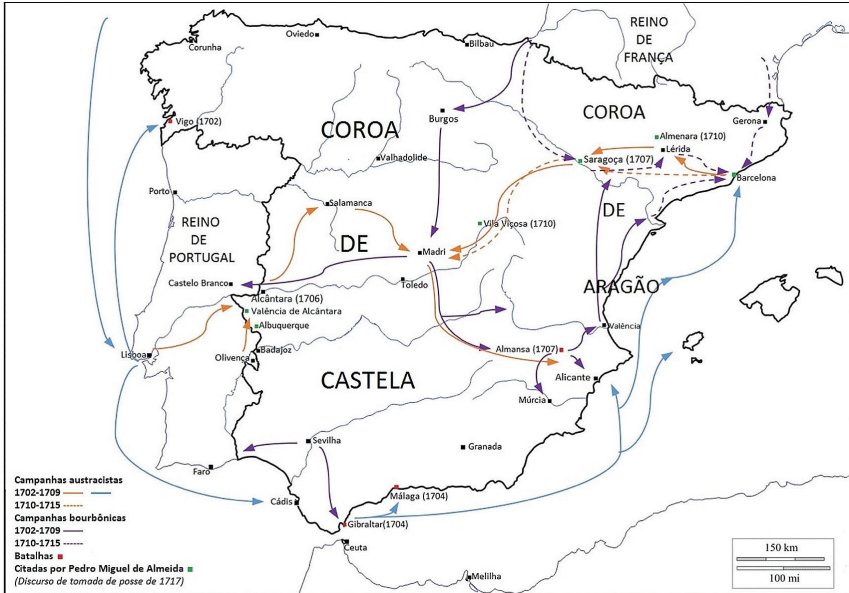 Oviedo
Corunha
Bilbau
REINO
DE
FRANÇA
COROA
Burgos
Vigo (1702)
COROA
Gerona
Almenara (1710)
Lérida
Valhadolide
Saragoça (1707)
Barcelona
Porto
Salamanca
REINO
DE
PORTUGAL
DE
Vila Viçosa (1710)
DE
Madri
Castelo Branco
Toledo
ARAGÃO
Alcântara (1706)
Valência de Alcântara
Albuquerque
Valência
Lisboa
Olivença
Badajoz
Almansa (1707)
CASTELA
Alicante
Múrcia
Sevilha
Granada
Faro
Cádis
Málaga (1704)
Gibraltar(1704)
Ceuta
Melilha
Campanhas austracistas
1702-1709
1710-1715
Campanhas bourbônicas
1702-1709
1710-1715
Batalhas
Citadas por Pedro Miguel de Almeida
(Discurso de tomada de posse de 1717)
150 km
100 mi